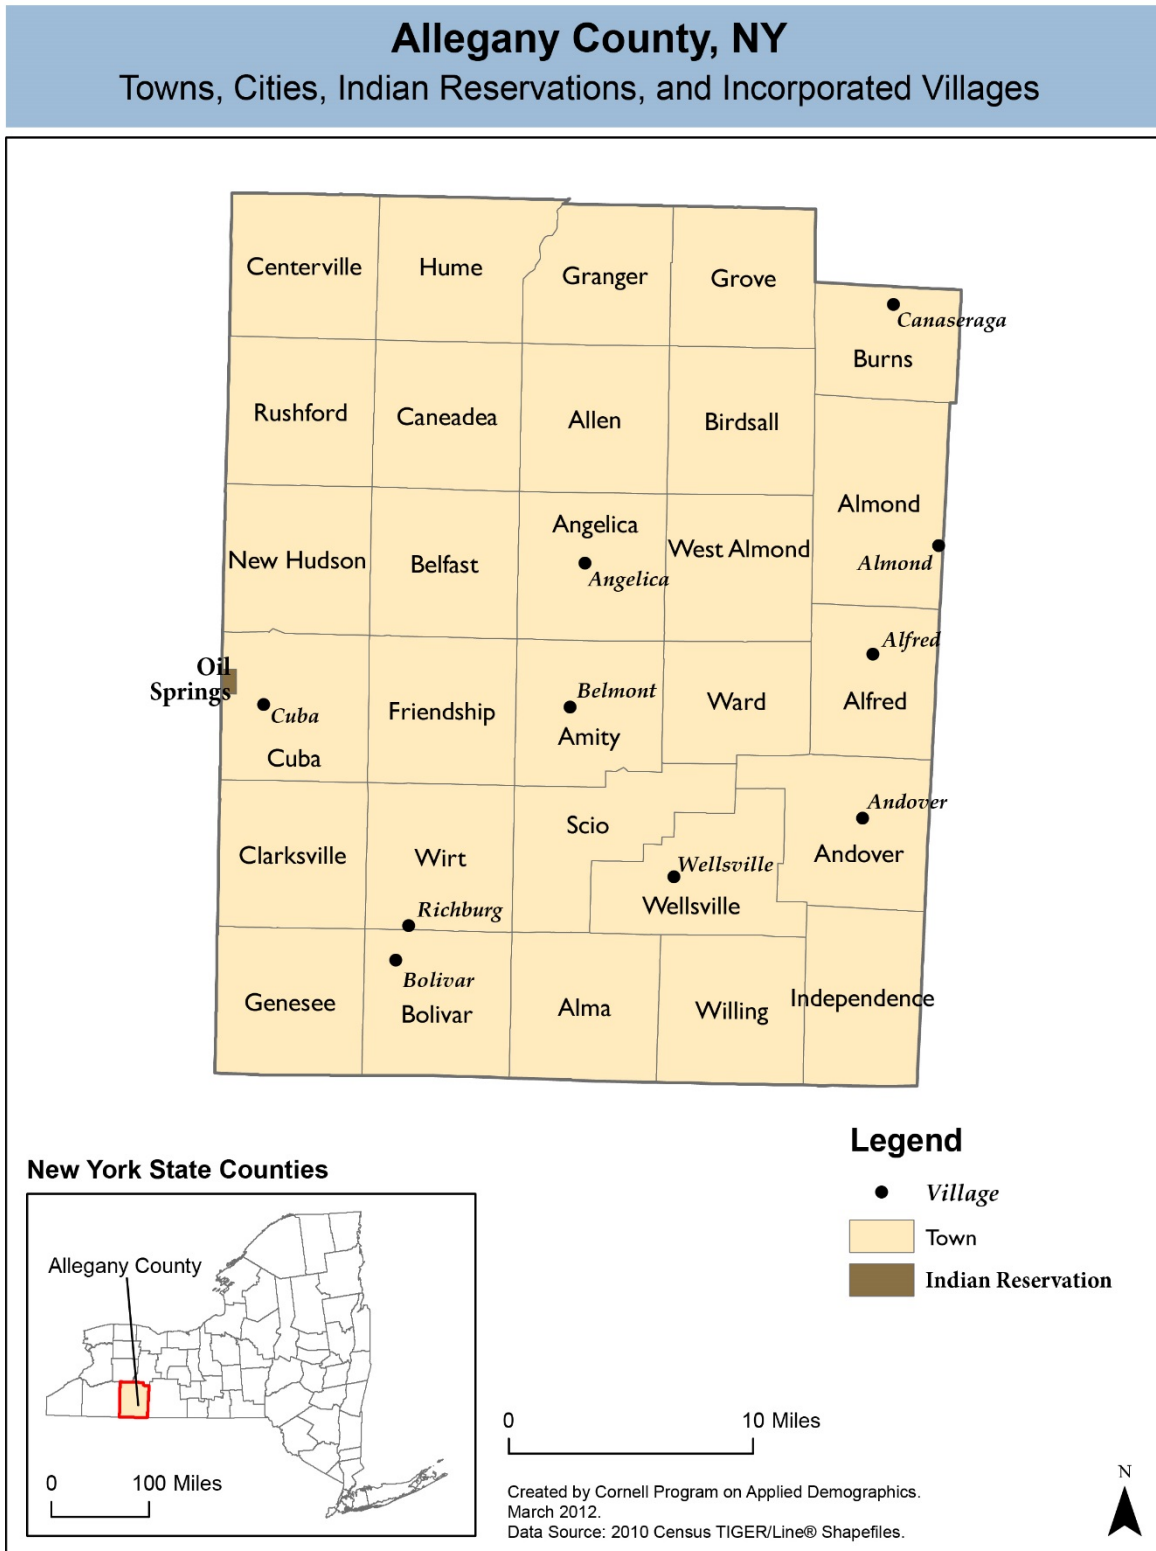 Allegany County, NY
Towns, Cities, Indian Reservations, and Incorporated Villages
Centerville
Hume
Granger
Grove
Canaseraga
Burns
Rushford
Caneadea
Allen
Birdsall
Almond
Angelica
New Hudson
Belfast
West Almond
Angelica
Almond
Alfred
Oil
Springs
Cuba
Friendship
Belmont
Ward
Alfred
Amity
Cuba
Andover
Scio
Clarksville
Wirt
Wellsville
Andover
Richburg
Wellsville
Bolivar
Genesee
Bolivar
Alma
Willing
Independence
Legend
Village
Town
Indian Reservation
New York State Counties
Allegany County
0
100 Miles
0
10 Miles
Created by Cornell Program on Applied Demographics.
March 2012.
Data Source: 2010 Census TIGER/Line® Shapefiles.
N